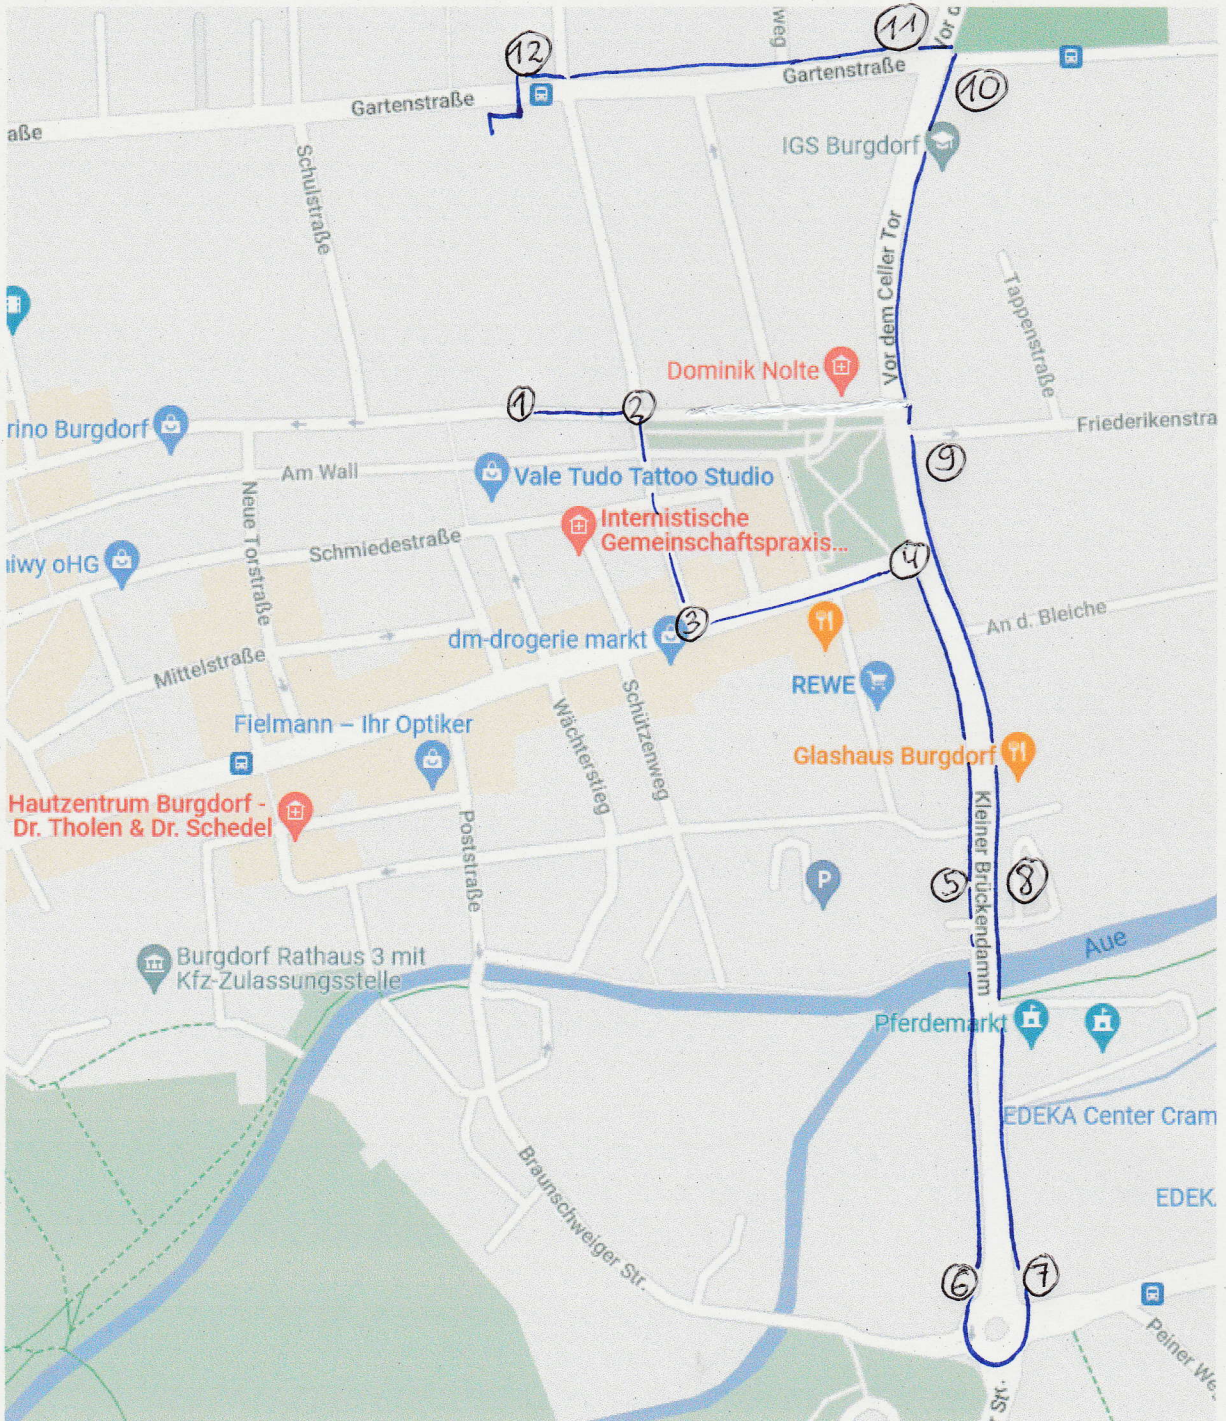 weg
11
Vor d
12
Gartenstraße
10
Gartenstraße
aße
IGS Burgdorf
Schulstraße
Vor dem Celler Tor
Tappenstraße
Dominik Nolte
1
2
rino Burgdorf
Friederikenstra
9
Am Wall
Vale Tudo Tattoo Studio
Neue Torstraße
Internistische
Gemeinschaftspraxis...
Schmiedestraße
4
niwy oHG
An d. Bleiche
3
dm-drogerie markt
Mittelstraße
REWE
Schützenweg
Wächterstieg
Fielmann – Ihr Optiker
Glashaus Burgdorf
Hautzentrum Burgdorf -
Dr. Tholen & Dr. Schedel
Poststraße
Kleiner Brückendamm
P
5
8
Aue
Burgdorf Rathaus 3 mit
Kfz-Zulassungsstelle
Pferdemarkt
EDEKA Center Cram
Braunschweiger Str.
EDEK
6
7
Peiner We
r Str.